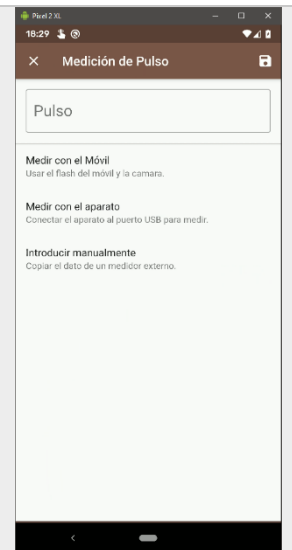 Pixel 2 XL
18:29
Medición de Pulso
Pulso
Medir con el Móvil
Usar el flash del móvil y la camara.
Medir con el aparato
Conectar el aparato al puerto USB para medir.
Introducir manualmente
Copiar el dato de un medidor externo.